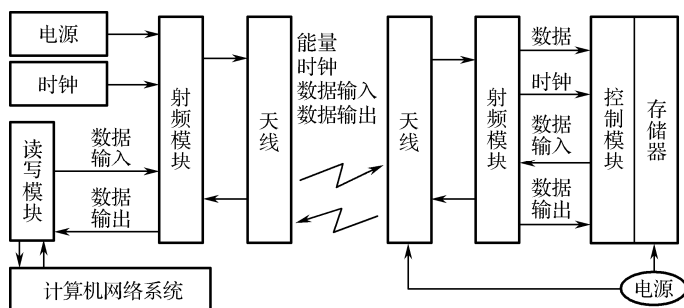 电源
时钟
读写模块
数据
输入
数据
输出
计算机网络系统
射频模块
天线
能量
时钟
数据输入
数据输出
天线
射频模块
数据
时钟
数据
输入
数据
输出
控制模块
存储器
电源